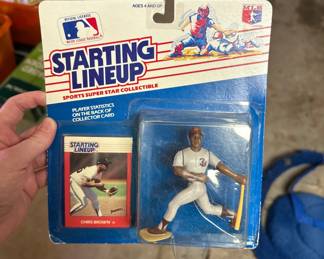 AGES 4 AND UP
STARTING
LINEUP
SPORTS SUPER STAR COLLECTIBLE
PLAYER STATISTICS
ON THE BACK OF
COLLECTOR CARD
STARTING
LINEUP
CHRIS BROWN